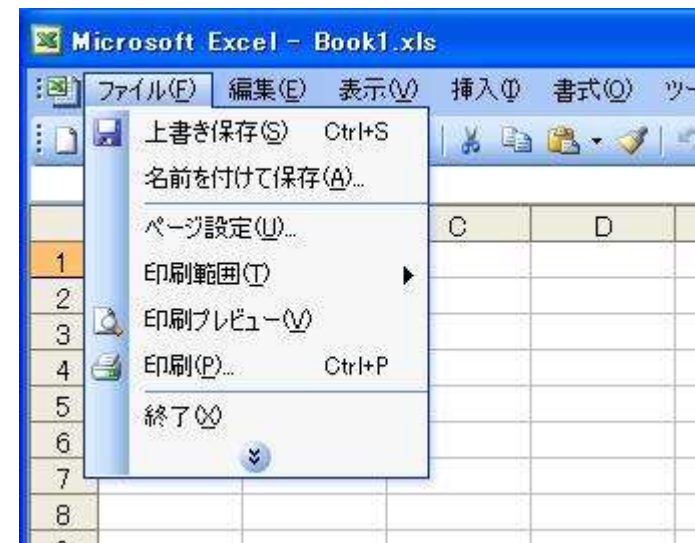 Microsoft Excel - Book1.xls
ファイル(F) 編集(E) 表示(V) 挿入(I) 書式(O) ツー
上書き保存(S) Ctrl+S
名前を付けて保存(A)...
ページ設定(U)...
印刷範囲(T)
印刷プレビュー(V)
印刷(P)... Ctrl+P
終了(X)
C D
1
2
3
4
5
6
7
8